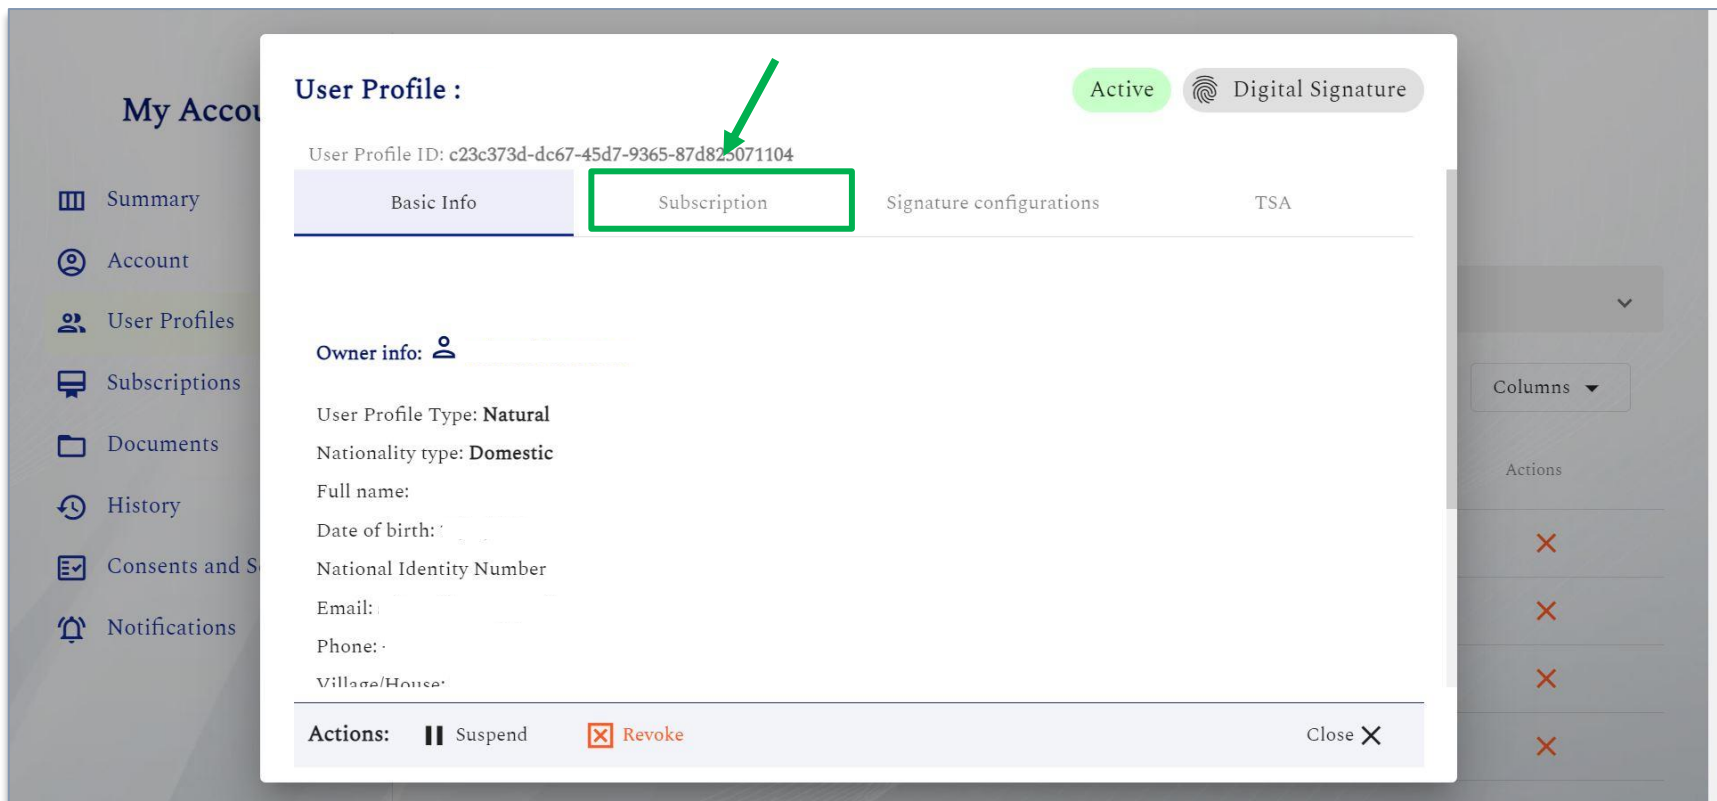 My Accou
Summary
Account
User Profiles
Subscriptions
Documents
History
Consents and S
Notifications
User Profile :
Active
Digital Signature
User Profile ID: c23c373d-dc67-45d7-9365-87d825071104
Basic Info
Subscription
Signature configurations
TSA
Owner info:
User Profile Type: Natural
Nationality type: Domestic
Full name:
Date of birth:
National Identity Number
Email:
Phone:
Village/House:
Actions:
Suspend
Revoke
Close
Columns
Actions